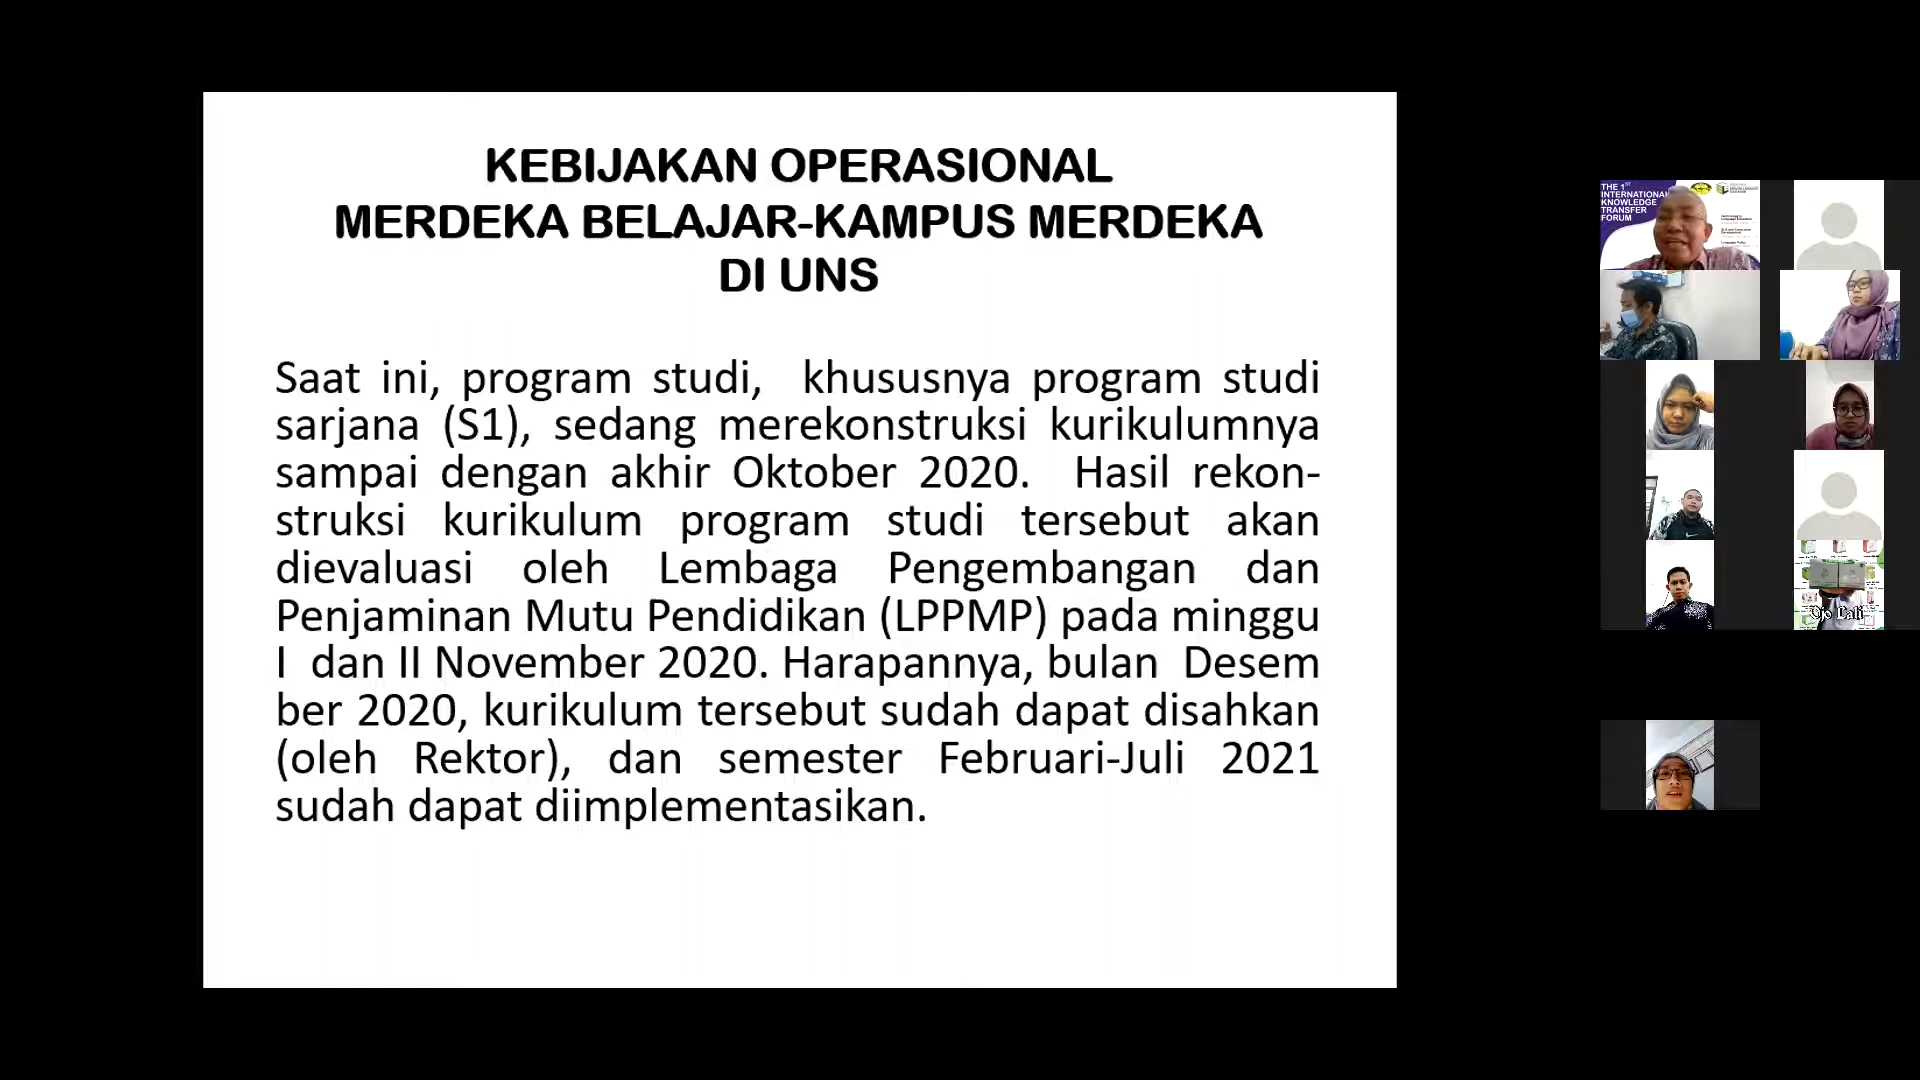 KEBIJAKAN OPERASIONAL
MERDEKA BELAJAR-KAMPUS MERDEKA
DI UNS
Saat ini, program studi, khususnya program studi
sarjana (S1), sedang merekonstruksi kurikulumnya
sampai dengan akhir Oktober 2020. Hasil rekon-
struksi kurikulum program studi tersebut akan
dievaluasi oleh Lembaga Pengembangan dan
Penjaminan Mutu Pendidikan (LPPMP) pada minggu
I dan II November 2020. Harapannya, bulan Desem
ber 2020, kurikulum tersebut sudah dapat disahkan
(oleh Rektor), dan semester Februari-Juli 2021
sudah dapat diimplementasikan.
THE 1ST
INTERNATIONAL
KNOWLEDGE
TRANSFER
FORUM
Ojo Lali